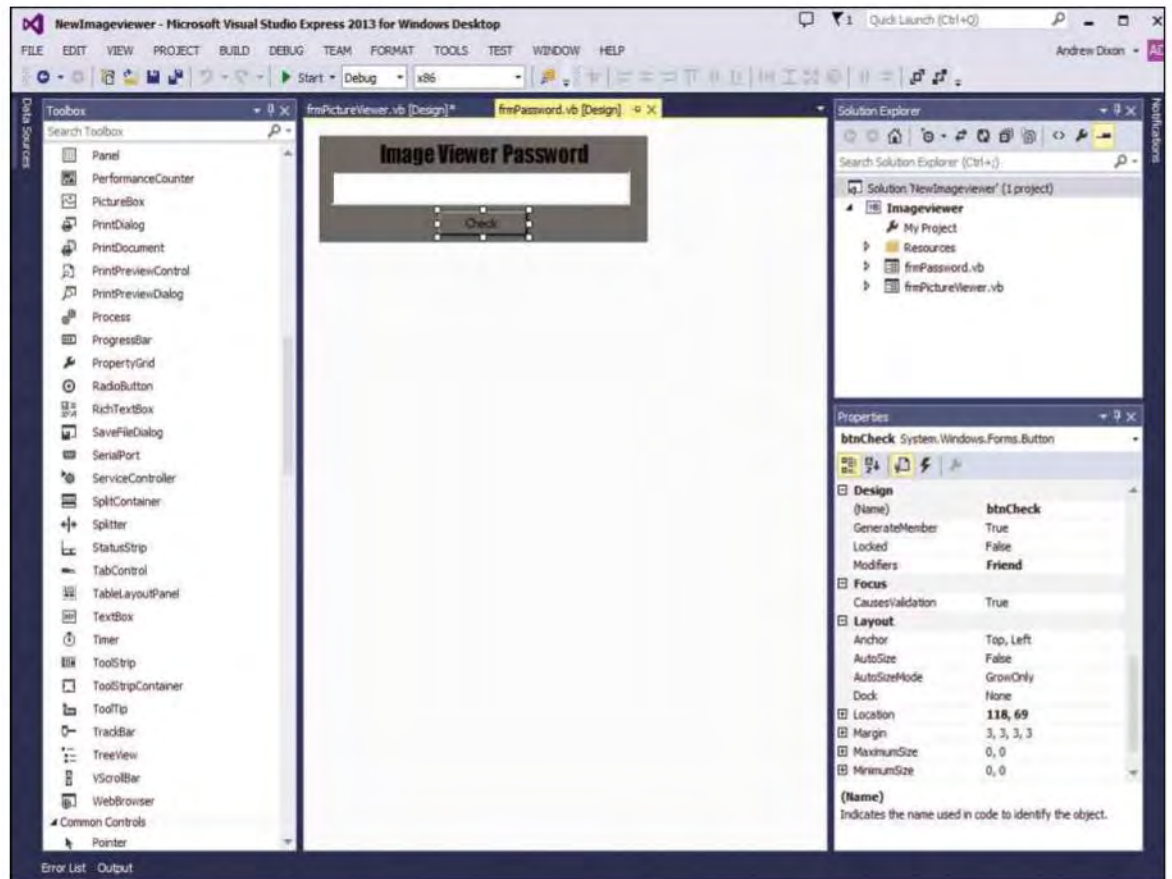 NewImageviewer - Microsoft Visual Studio Express 2013 for Windows Desktop
1
Quick Launch (Ctrl+Q)
FILE EDIT VIEW PROJECT BUILD DEBUG TEAM FORMAT TOOLS TEST WINDOW HELP
Andrew Dixon
AD
Start
Debug
x86
Data Sources
Toolbox
Search Toolbox
Panel
PerformanceCounter
PictureBox
PrintDialog
PrintDocument
PrintPreviewControl
PrintPreviewDialog
Process
ProgressBar
PropertyGrid
RadioButton
RichTextBox
SaveFileDialog
SerialPort
ServiceController
SplitContainer
Splitter
StatusStrip
TabControl
TableLayoutPanel
TextBox
Timer
ToolStrip
ToolStripContainer
ToolTip
TrackBar
TreeView
VScrollBar
WebBrowser
Common Controls
Pointer
frmPictureViewer.vb [Design]*
frmPassword.vb [Design]
Image Viewer Password
Check
Solution Explorer
Search Solution Explorer (Ctrl+;)
Solution 'NewImageviewer' (1 project)
Imageviewer
My Project
Resources
frmPassword.vb
frmPictureViewer.vb
Notifications
Properties
btnCheck System.Windows.Forms.Button
Design
(Name) btnCheck
GenerateMember True
Locked False
Modifiers Friend
Focus
CausesValidation True
Layout
Anchor Top, Left
AutoSize False
AutoSizeMode GrowOnly
Dock None
Location 118, 69
Margin 3, 3, 3, 3
MaximumSize 0, 0
MinimumSize 0, 0
(Name)
Indicates the name used in code to identify the object.
Error List Output